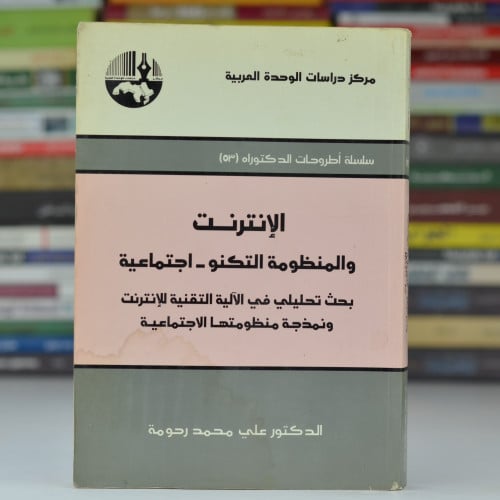 مركز دراسات الوحدة العربية
سلسلة أطروحات الدكتوراه (٥٣)
الإنترنت
والمنظومة التكنو - اجتماعية
بحث تحليلي في الآلية التقنية للإنترنت
ونمذجة منظومتها الاجتماعية
الدكتور علي محمد رحومة